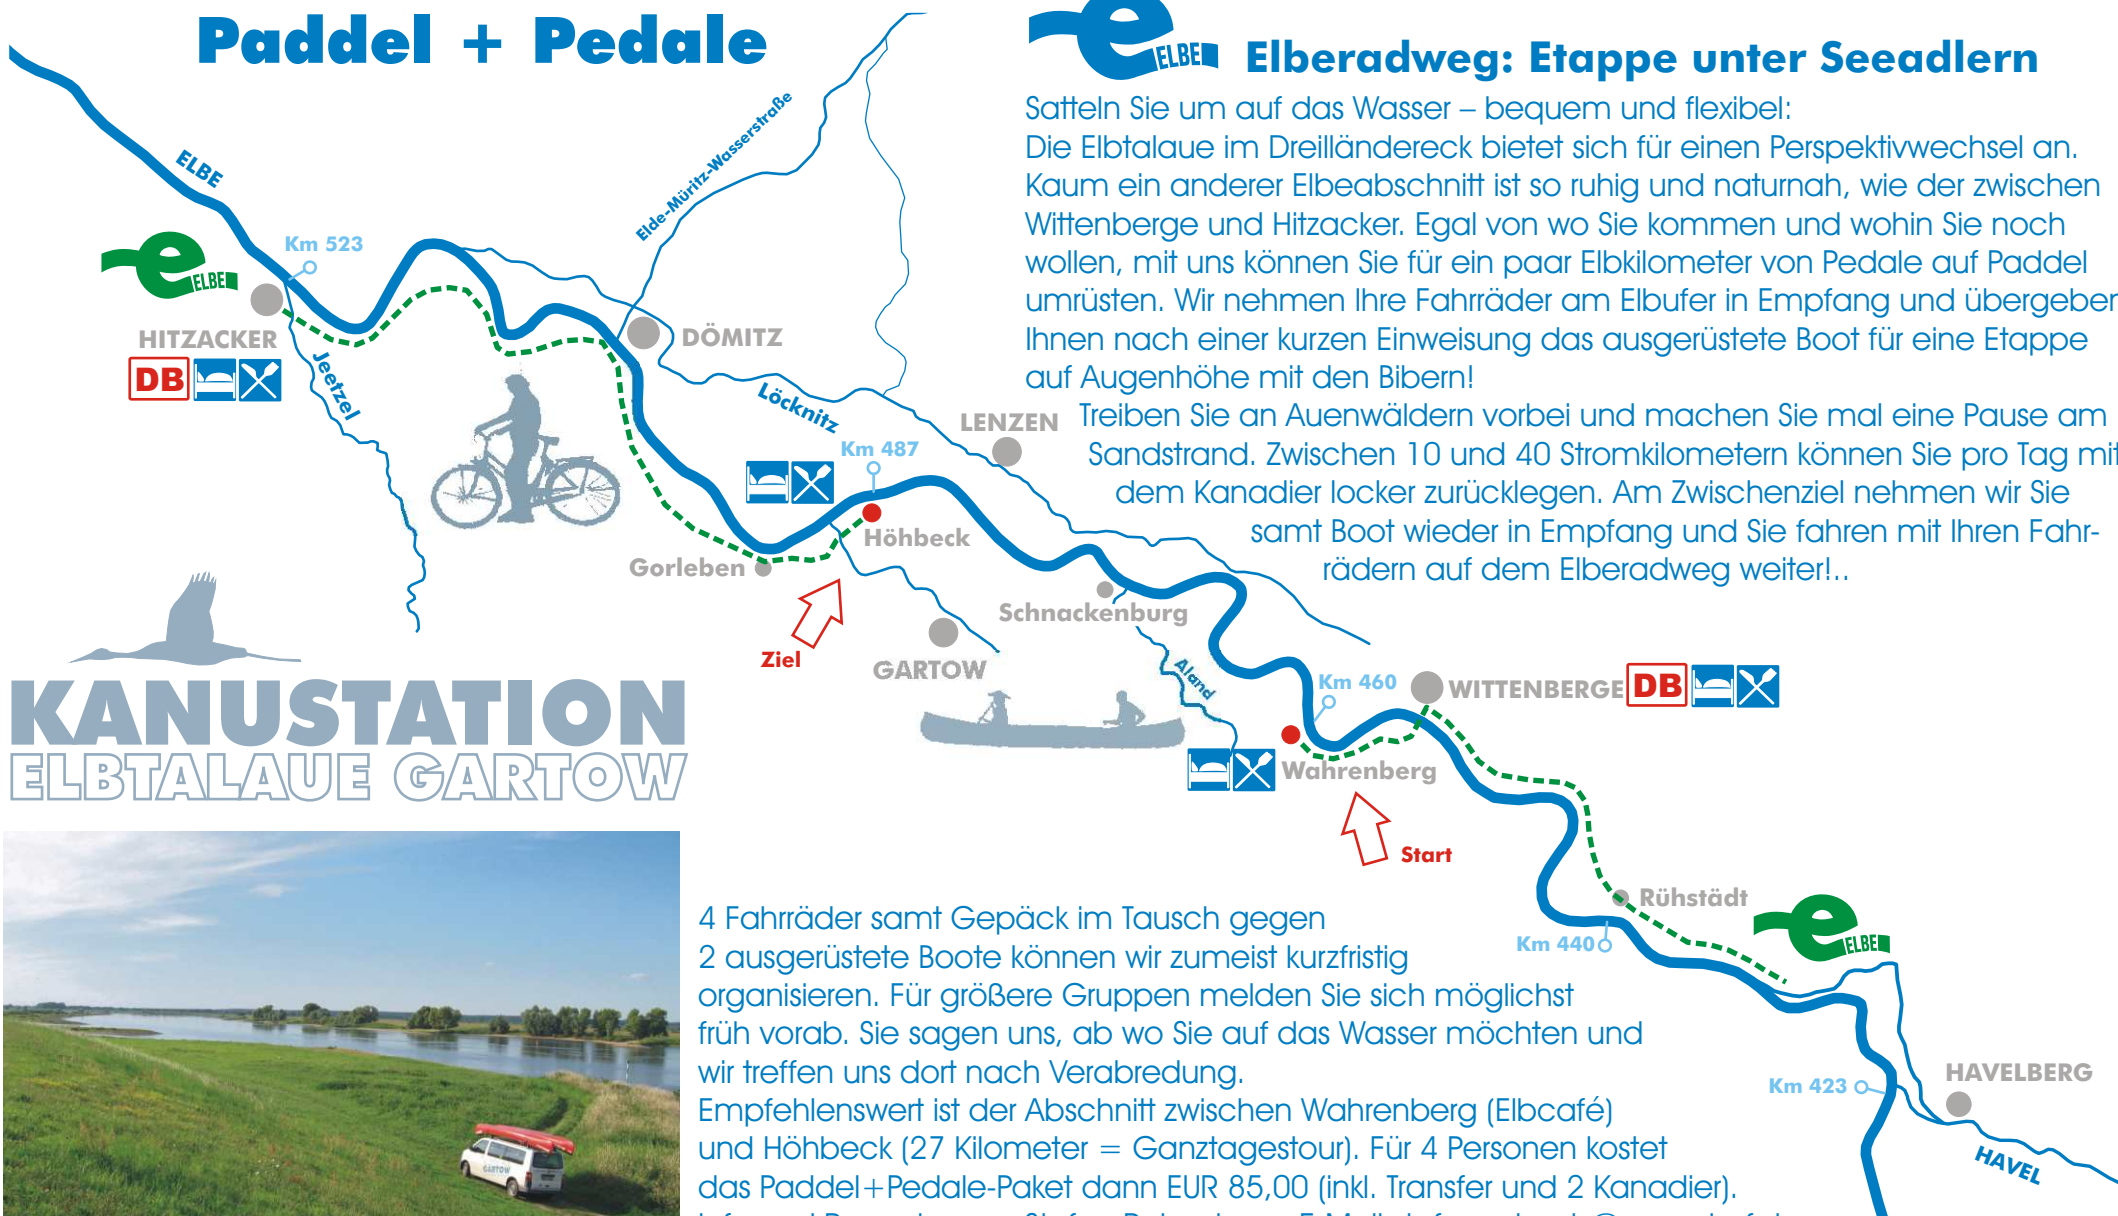 Paddel + Pedale
ELBE
Elberadweg: Etappe unter Seeadlern
Satteln Sie um auf das Wasser – bequem und flexibel:
Die Elbtalaue im Dreilländereck bietet sich für einen Perspektivwechsel an.
Kaum ein anderer Elbeabschnitt ist so ruhig und naturnah, wie der zwischen
Wittenberge und Hitzacker. Egal von wo Sie kommen und wohin Sie noch
wollen, mit uns können Sie für ein paar Elbkilometer von Pedale auf Paddel
umrüsten. Wir nehmen Ihre Fahrräder am Elbufer in Empfang und übergeben
Ihnen nach einer kurzen Einweisung das ausgerüstete Boot für eine Etappe
auf Augenhöhe mit den Bibern!
Treiben Sie an Auenwäldern vorbei und machen Sie mal eine Pause am
Sandstrand. Zwischen 10 und 40 Stromkilometern können Sie pro Tag mit
dem Kanadier locker zurücklegen. Am Zwischenziel nehmen wir Sie
samt Boot wieder in Empfang und Sie fahren mit Ihren Fahr-
rädern auf dem Elberadweg weiter!..
ELBE
Elde-Müritz-Wasserstraße
Km 523
ELBE
HITZACKER
DB
Jeetzel
DÖMITZ
Löcknitz
LENZEN
Km 487
Höhbeck
Gorleben
Ziel
Schnackenburg
GARTOW
Aland
Km 460
WITTENBERGE
DB
Wahrenberg
Start
Rühstädt
Km 440
ELBE
Km 423
HAVELBERG
HAVEL
KANUSTATION
ELBTALAUE GARTOW
GARTOW
4 Fahrräder samt Gepäck im Tausch gegen
2 ausgerüstete Boote können wir zumeist kurzfristig
organisieren. Für größere Gruppen melden Sie sich möglichst
früh vorab. Sie sagen uns, ab wo Sie auf das Wasser möchten und
wir treffen uns dort nach Verabredung.
Empfehlenswert ist der Abschnitt zwischen Wahrenberg (Elbcafé)
und Höhbeck (27 Kilometer = Ganztagestour). Für 4 Personen kostet
das Paddel+Pedale-Paket dann EUR 85,00 (inkl. Transfer und 2 Kanadier).